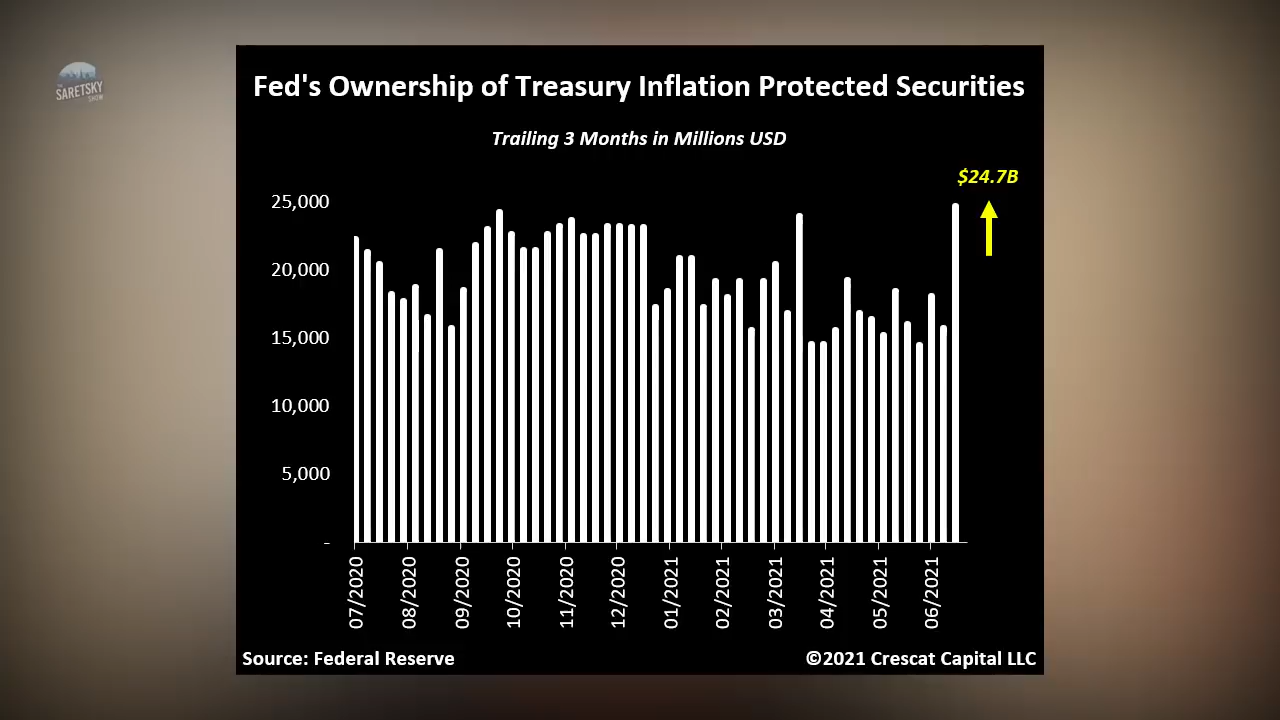 THE
SARETSKY
SHOW
Fed's Ownership of Treasury Inflation Protected Securities
Trailing 3 Months in Millions USD
$24.7B
25,000
20,000
15,000
10,000
5,000
-
07/2020
08/2020
09/2020
10/2020
11/2020
12/2020
01/2021
02/2021
03/2021
04/2021
05/2021
06/2021
Source: Federal Reserve
©2021 Crescat Capital LLC